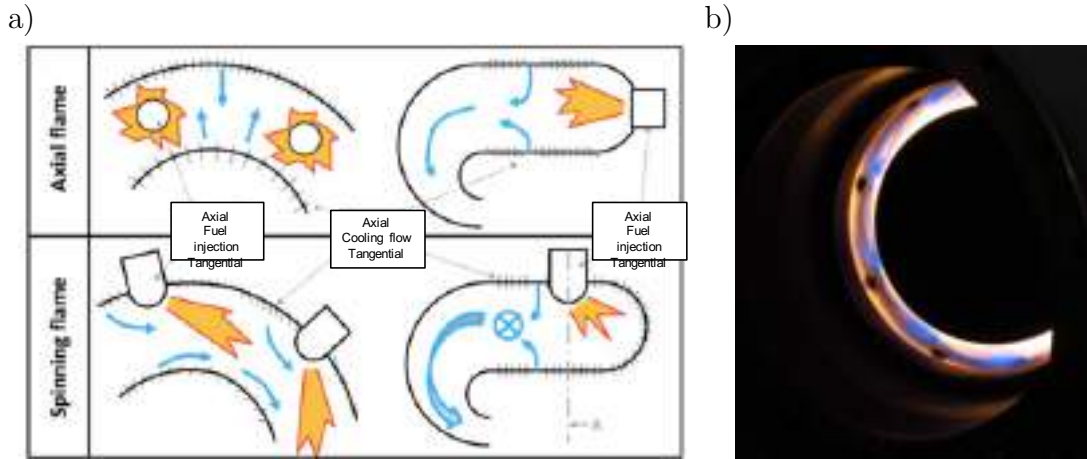 a)
b)
Axial flame
Axial
Fuel
injection
Tangential
Axial
Cooling flow
Tangential
Axial
Fuel
injection
Tangential
Spinning flame